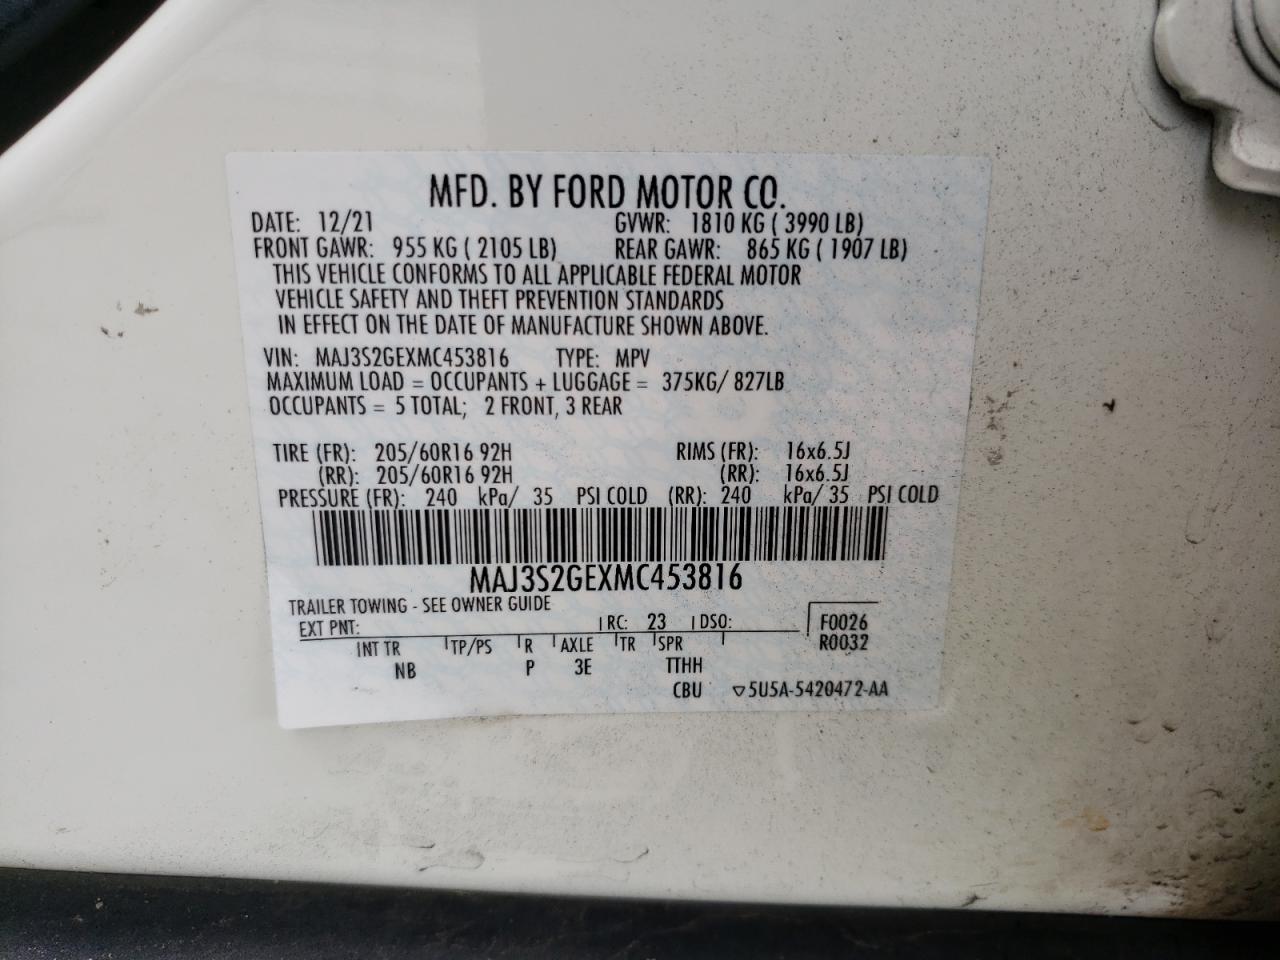 MFD. BY FORD MOTOR CO.
DATE: 12/21 GVWR: 1810 KG ( 3990 LB)
FRONT GAWR: 955 KG ( 2105 LB) REAR GAWR: 865 KG ( 1907 LB)
THIS VEHICLE CONFORMS TO ALL APPLICABLE FEDERAL MOTOR
VEHICLE SAFETY AND THEFT PREVENTION STANDARDS
IN EFFECT ON THE DATE OF MANUFACTURE SHOWN ABOVE.
VIN: MAJ3S2GEXMC453816 TYPE: MPV
MAXIMUM LOAD = OCCUPANTS + LUGGAGE = 375KG/ 827LB
OCCUPANTS = 5 TOTAL; 2 FRONT, 3 REAR
TIRE (FR): 205/60R16 92H RIMS (FR): 16x6.5J
(RR): 205/60R16 92H (RR): 16x6.5J
PRESSURE (FR): 240 kPa/ 35 PSI COLD (RR): 240 kPa/ 35 PSI COLD
MAJ3S2GEXMC453816
TRAILER TOWING - SEE OWNER GUIDE
EXT PNT: RC: 23 DSO: F0026
INT TR TP/PS R AXLE TR SPR R0032
NB P 3E TTHH
CBU ▽5U5A-5420472-AA